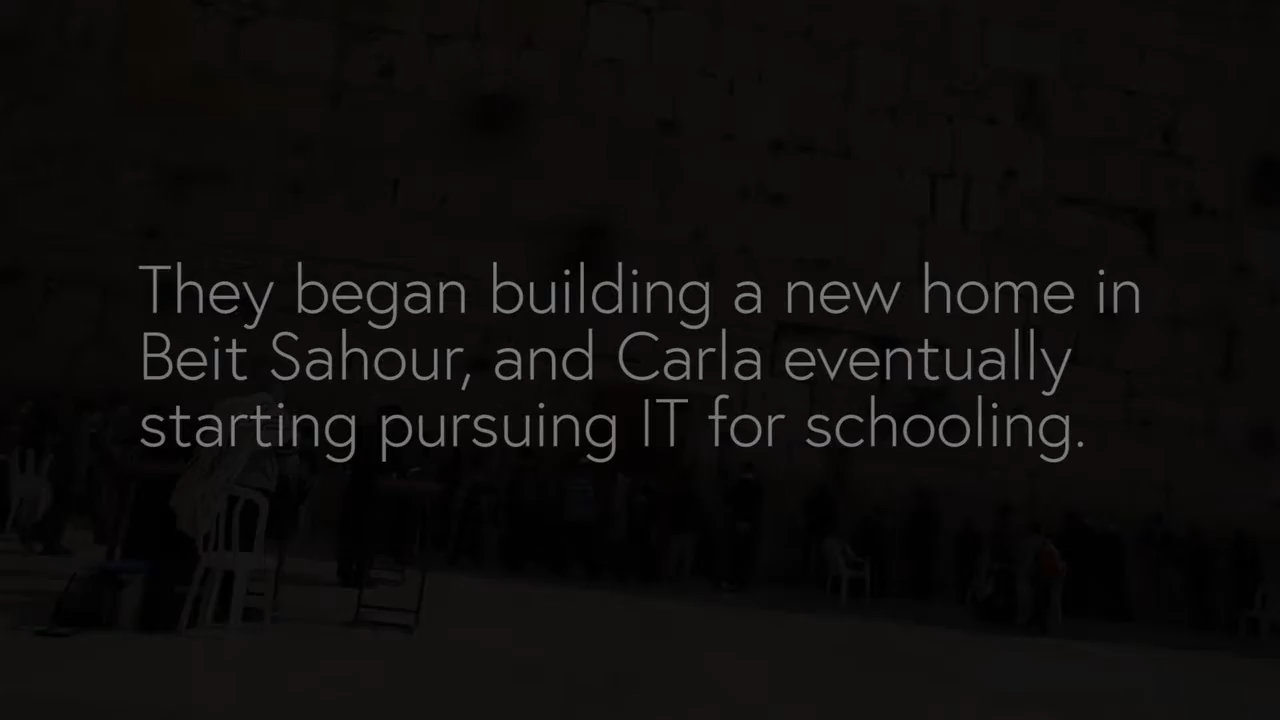 They began building a new home in
Beit Sahour, and Carla eventually
starting pursuing IT for schooling.